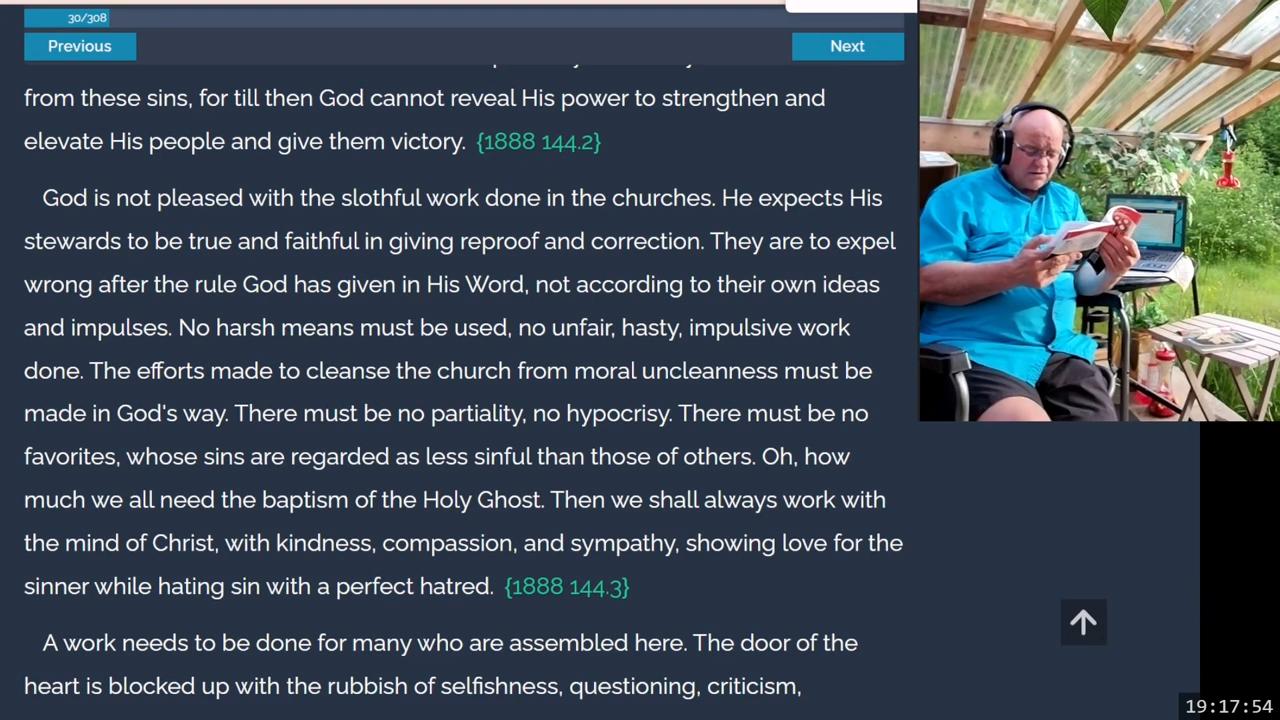 30/308
Previous
Next
from these sins, for till then God cannot reveal His power to strengthen and
elevate His people and give them victory. {1888 144.2}
God is not pleased with the slothful work done in the churches. He expects His
stewards to be true and faithful in giving reproof and correction. They are to expel
wrong after the rule God has given in His Word, not according to their own ideas
and impulses. No harsh means must be used, no unfair, hasty, impulsive work
done. The efforts made to cleanse the church from moral uncleanness must be
made in God's way. There must be no partiality, no hypocrisy. There must be no
favorites, whose sins are regarded as less sinful than those of others. Oh, how
much we all need the baptism of the Holy Ghost. Then we shall always work with
the mind of Christ, with kindness, compassion, and sympathy, showing love for the
sinner while hating sin with a perfect hatred. {1888 144.3}
A work needs to be done for many who are assembled here. The door of the
heart is blocked up with the rubbish of selfishness, questioning, criticism,
19:17:54